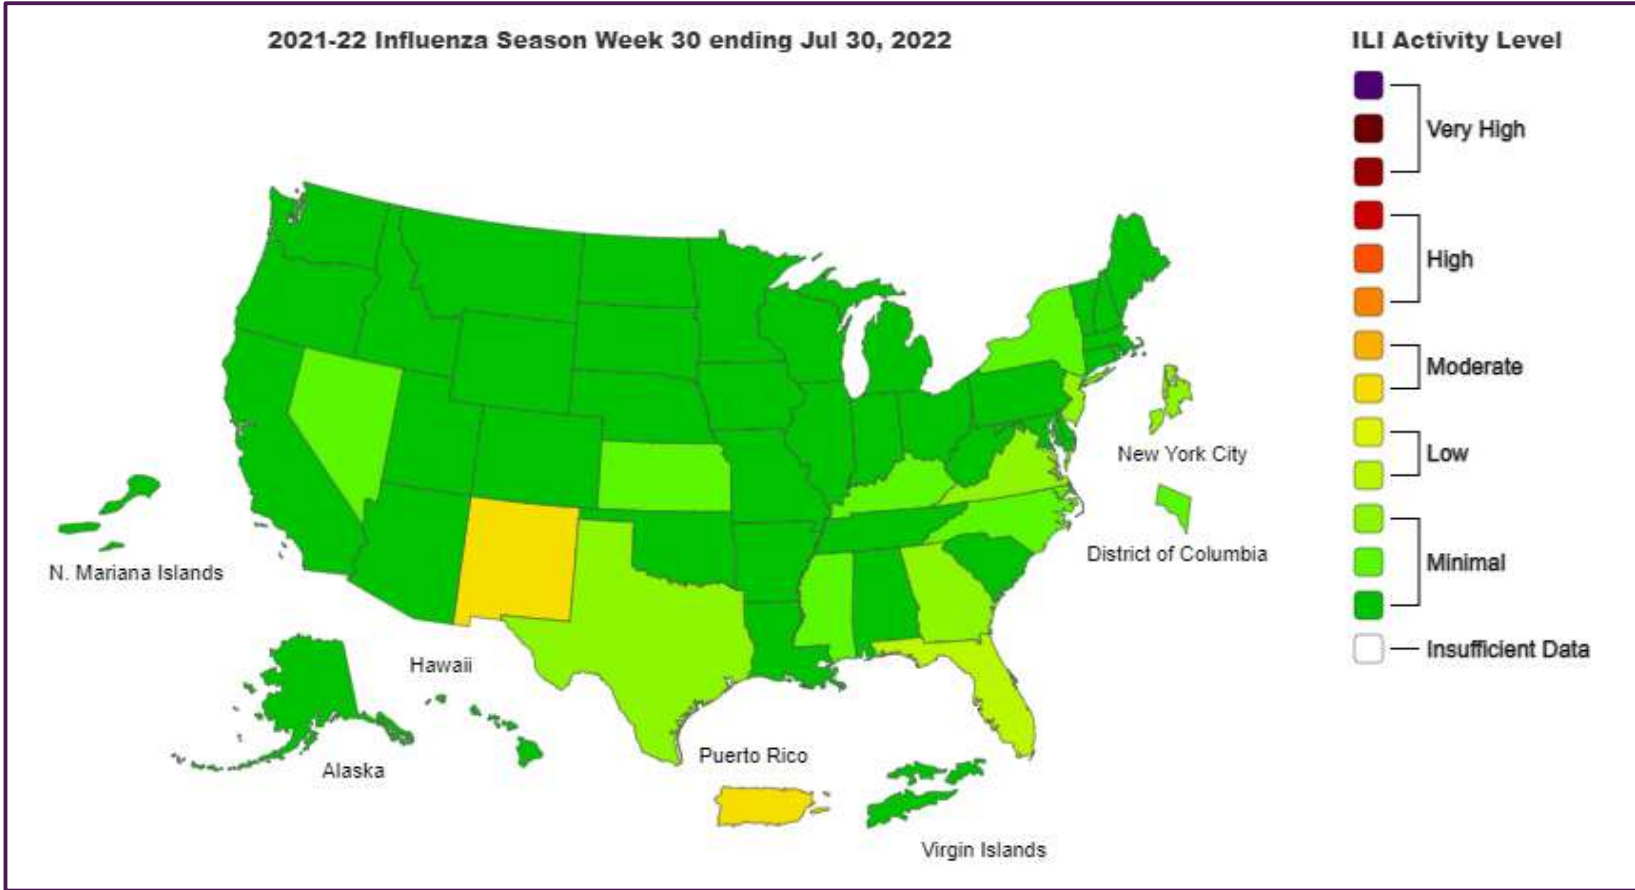 2021-22 Influenza Season Week 30 ending Jul 30, 2022
ILI Activity Level
Very High
High
Moderate
Low
Minimal
Insufficient Data
New York City
District of Columbia
N. Mariana Islands
Hawaii
Alaska
Puerto Rico
Virgin Islands